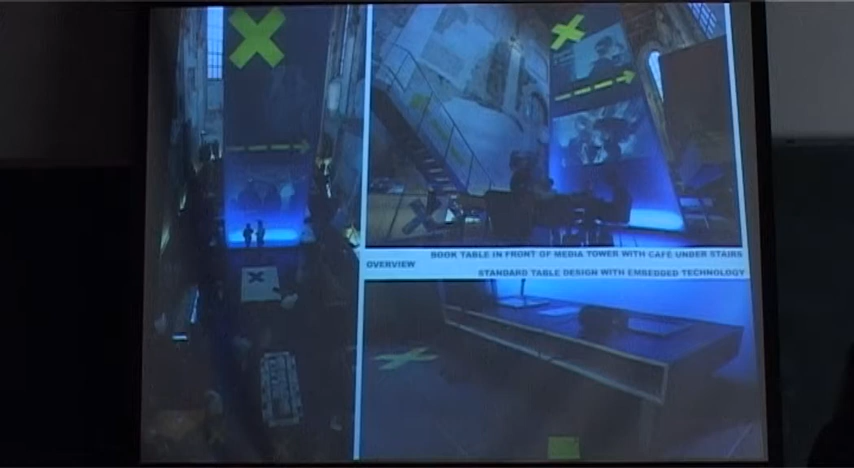 BOOK TABLE IN FRONT OF MEDIA TOWER WITH CAFE UNDER STAIRS
OVERVIEW
STANDARD TABLE DESIGN WITH EMBEDDED TECHNOLOGY